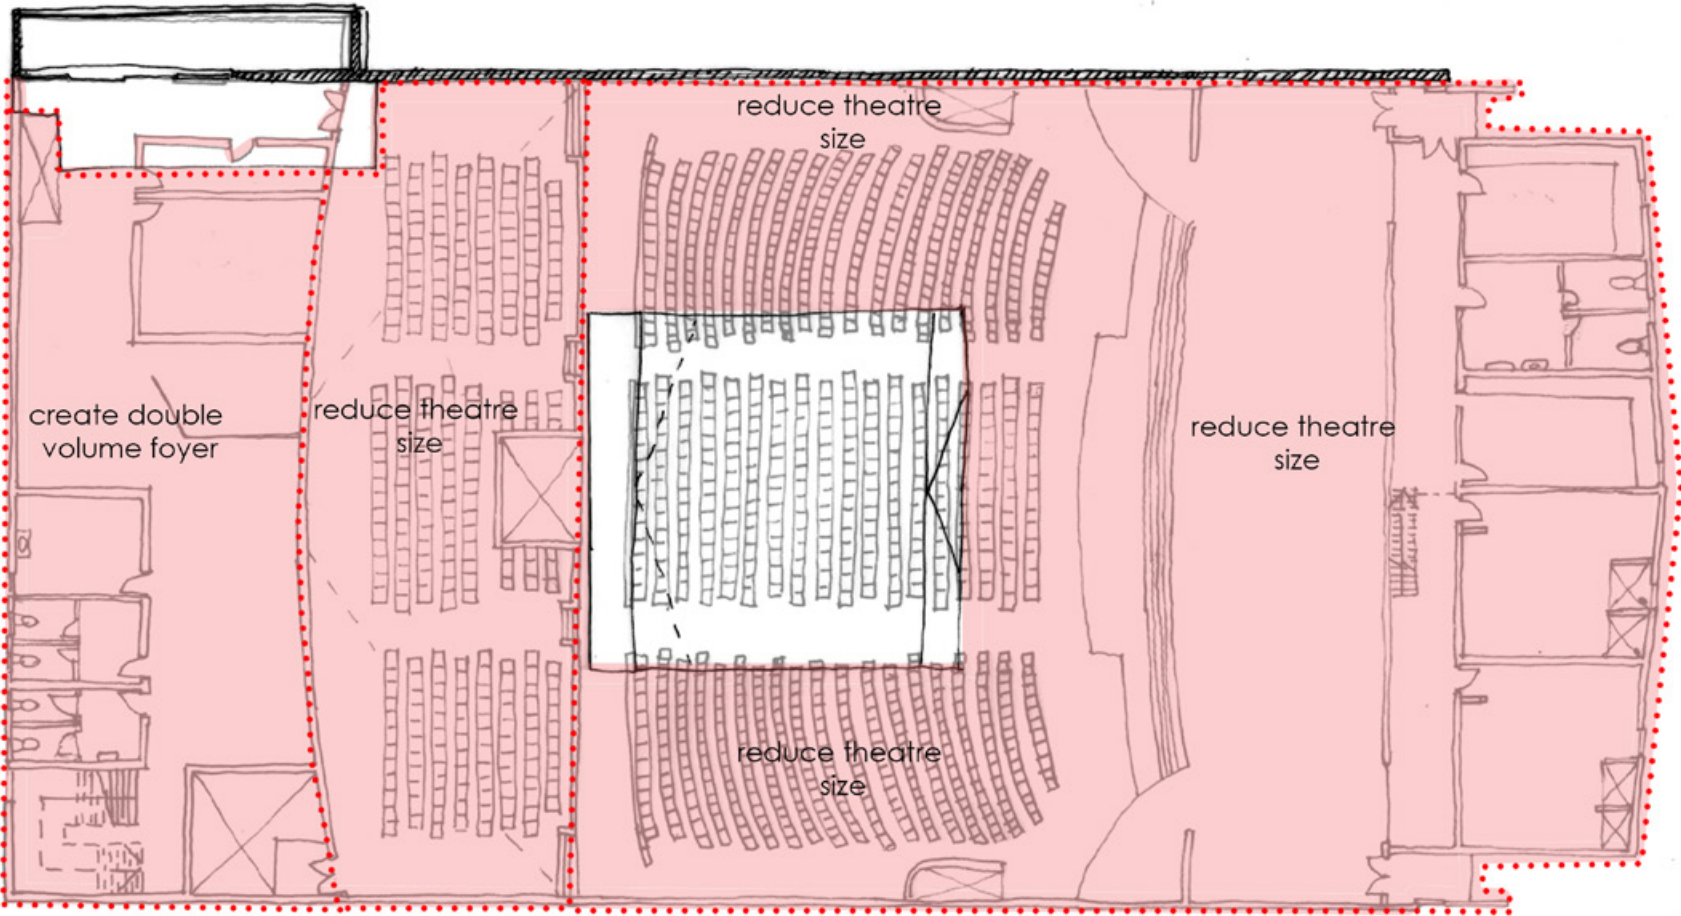 reduce theatre
size
create double
volume foyer
reduce theatre
size
reduce theatre
size
reduce theatre
size